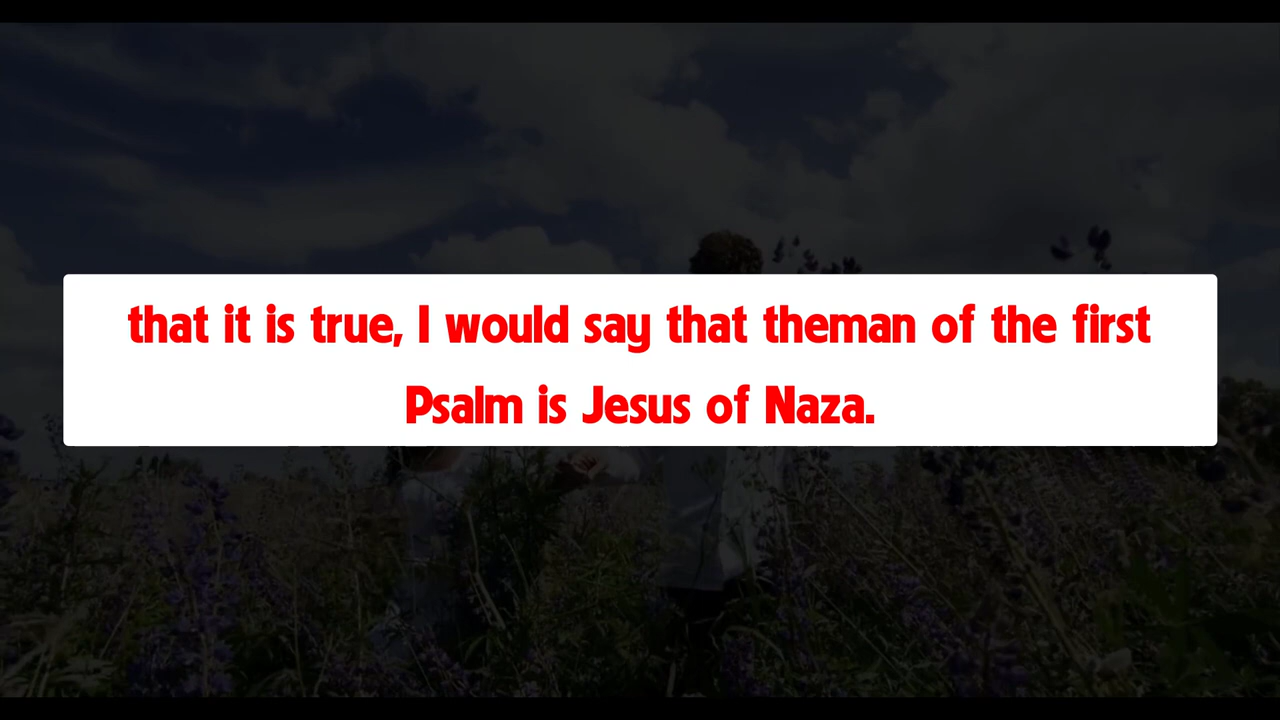 that it is true, I would say that theman of the first
Psalm is Jesus of Naza.